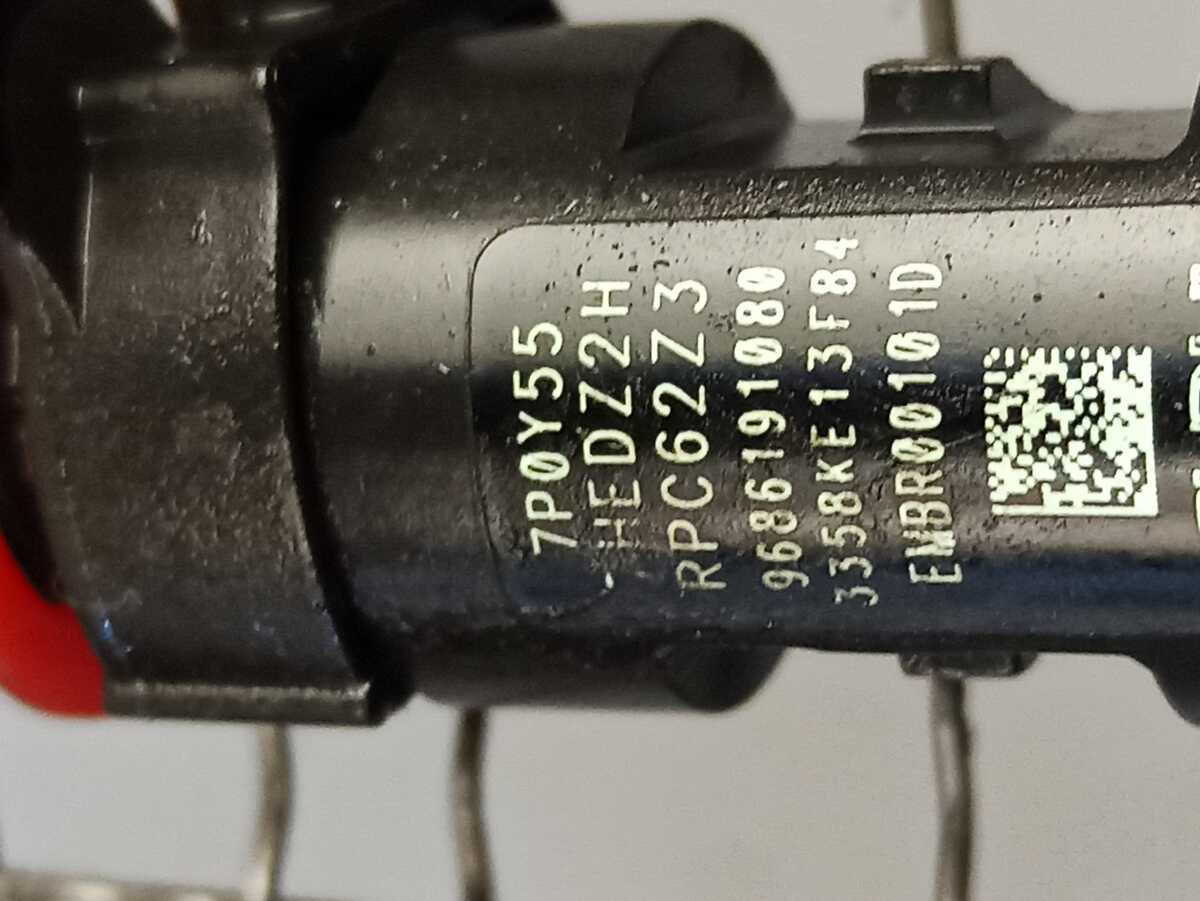 7P0Y55
HEDZ2H
RPC62Z3
9686191080
3358KE13F84
EMBR00101D